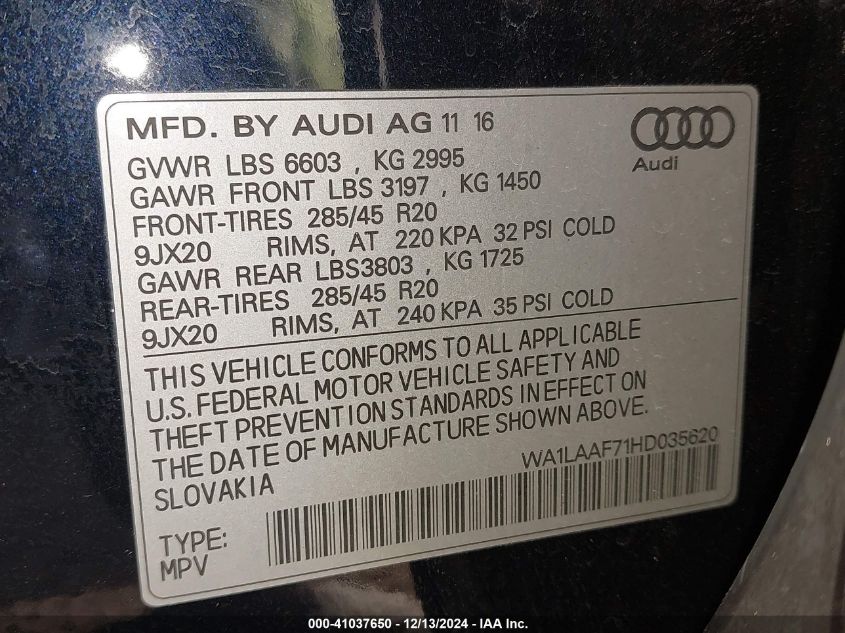 MFD. BY AUDI AG 11 16
Audi
GVWR LBS 6603 , KG 2995
GAWR FRONT LBS 3197 , KG 1450
FRONT-TIRES 285/45 R20
9JX20 RIMS, AT 220 KPA 32 PSI COLD
GAWR REAR LBS3803 , KG 1725
REAR-TIRES 285/45 R20
9JX20 RIMS, AT 240 KPA 35 PSI COLD
THIS VEHICLE CONFORMS TO ALL APPLICABLE
U.S. FEDERAL MOTOR VEHICLE SAFETY AND
THEFT PREVENTION STANDARDS IN EFFECT ON
THE DATE OF MANUFACTURE SHOWN ABOVE.
WA1LAAF71HD035620
SLOVAKIA
TYPE:
MPV
000-41037650 - 12/13/2024 - IAA Inc.